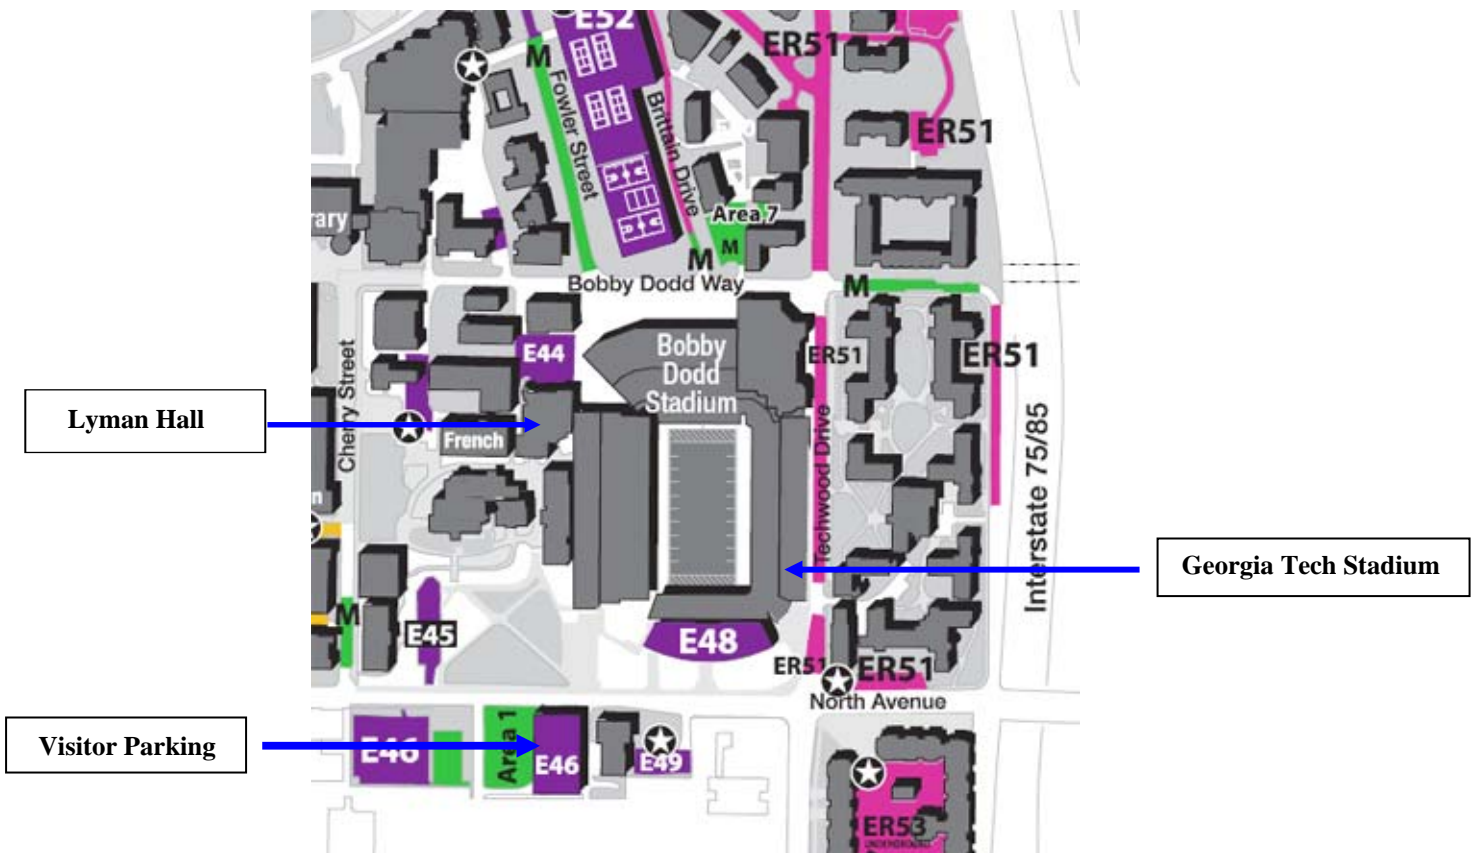 E52
M
ER51
Fowler Street
Brittain Drive
ER51
rary
Area 7
M
M
Bobby Dodd Way
M
E44
Bobby
Dodd
Stadium
ER51
ER51
Cherry Street
Lyman Hall
French
Techwood Drive
Interstate 75/85
n
Georgia Tech Stadium
M
E45
E48
ER51
ER51
North Avenue
Visitor Parking
E46
Area 1
E46
E49
ER53
UNDERGROUND